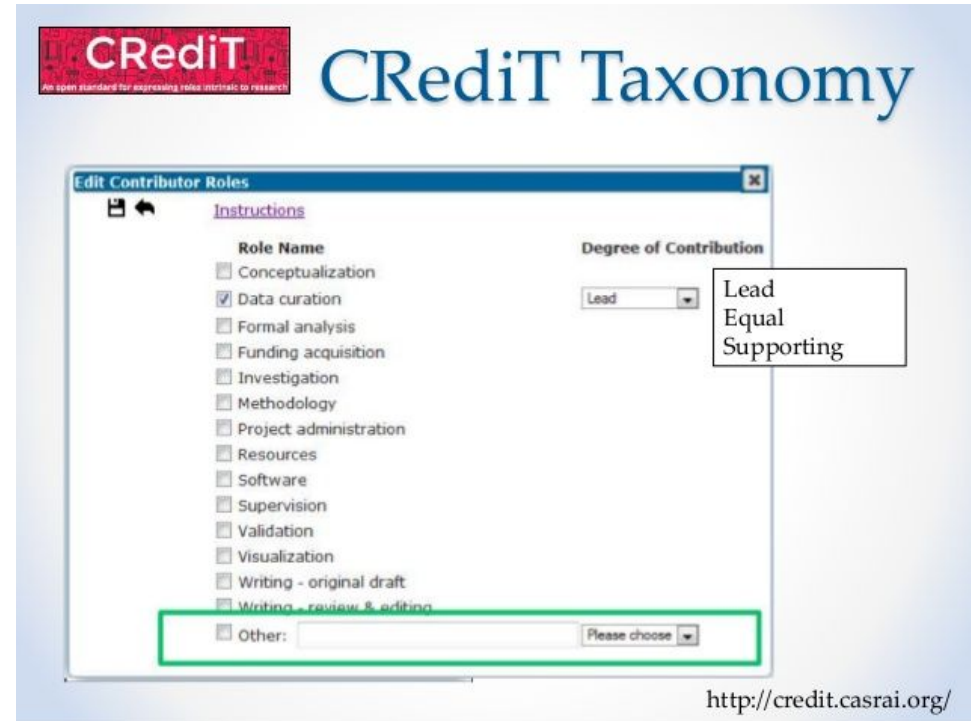 CRediT
An open standard for expressing roles intrinsic to research
CRediT Taxonomy
Edit Contributor Roles
Instructions
Role Name Degree of Contribution
Conceptualization
Data curation Lead
Lead
Equal
Supporting
Formal analysis
Funding acquisition
Investigation
Methodology
Project administration
Resources
Software
Supervision
Validation
Visualization
Writing - original draft
Writing - review & editing
Other: Please choose
http://credit.casrai.org/